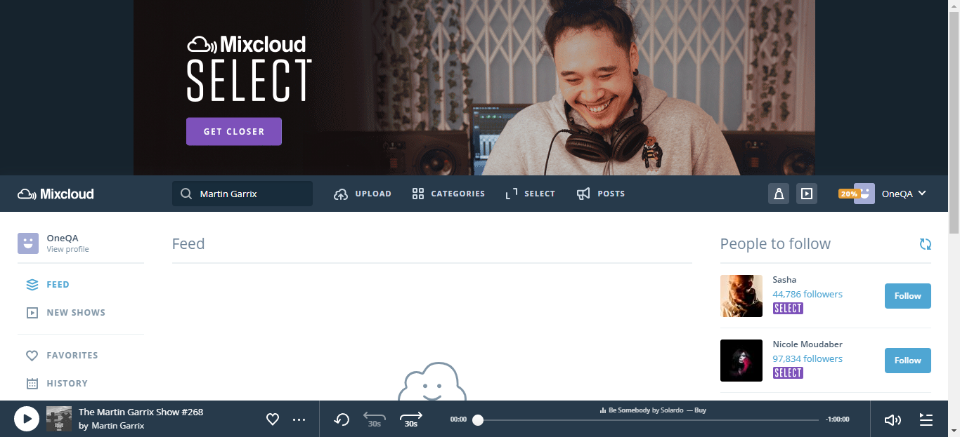 Mixcloud
SELECT
GET CLOSER
Mixcloud
Martin Garrix
UPLOAD
CATEGORIES
SELECT
POSTS
20%
OneQA
OneQA
View profile
FEED
NEW SHOWS
FAVORITES
HISTORY
Feed
People to follow
Sasha
44,786 followers
SELECT
Follow
Nicole Moudaber
97,834 followers
SELECT
Follow
The Martin Garrix Show #268
by Martin Garrix
30s
30s
00:00
Be Somebody by Solardo — Buy
-1:00:00